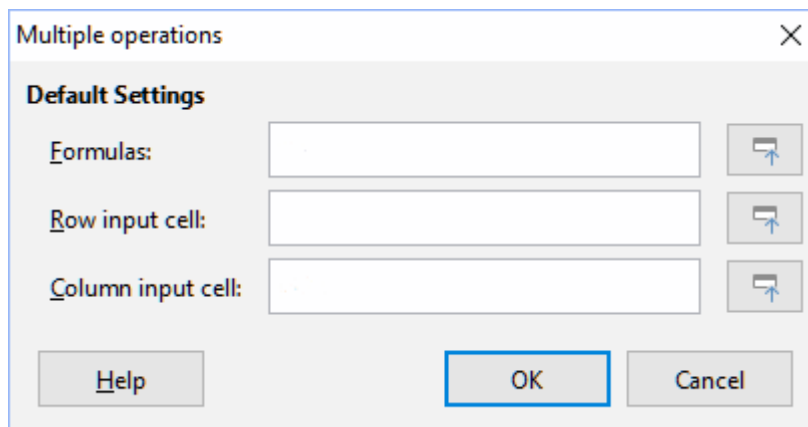 Multiple operations
Default Settings
Formulas:
Row input cell:
Column input cell:
Help OK Cancel